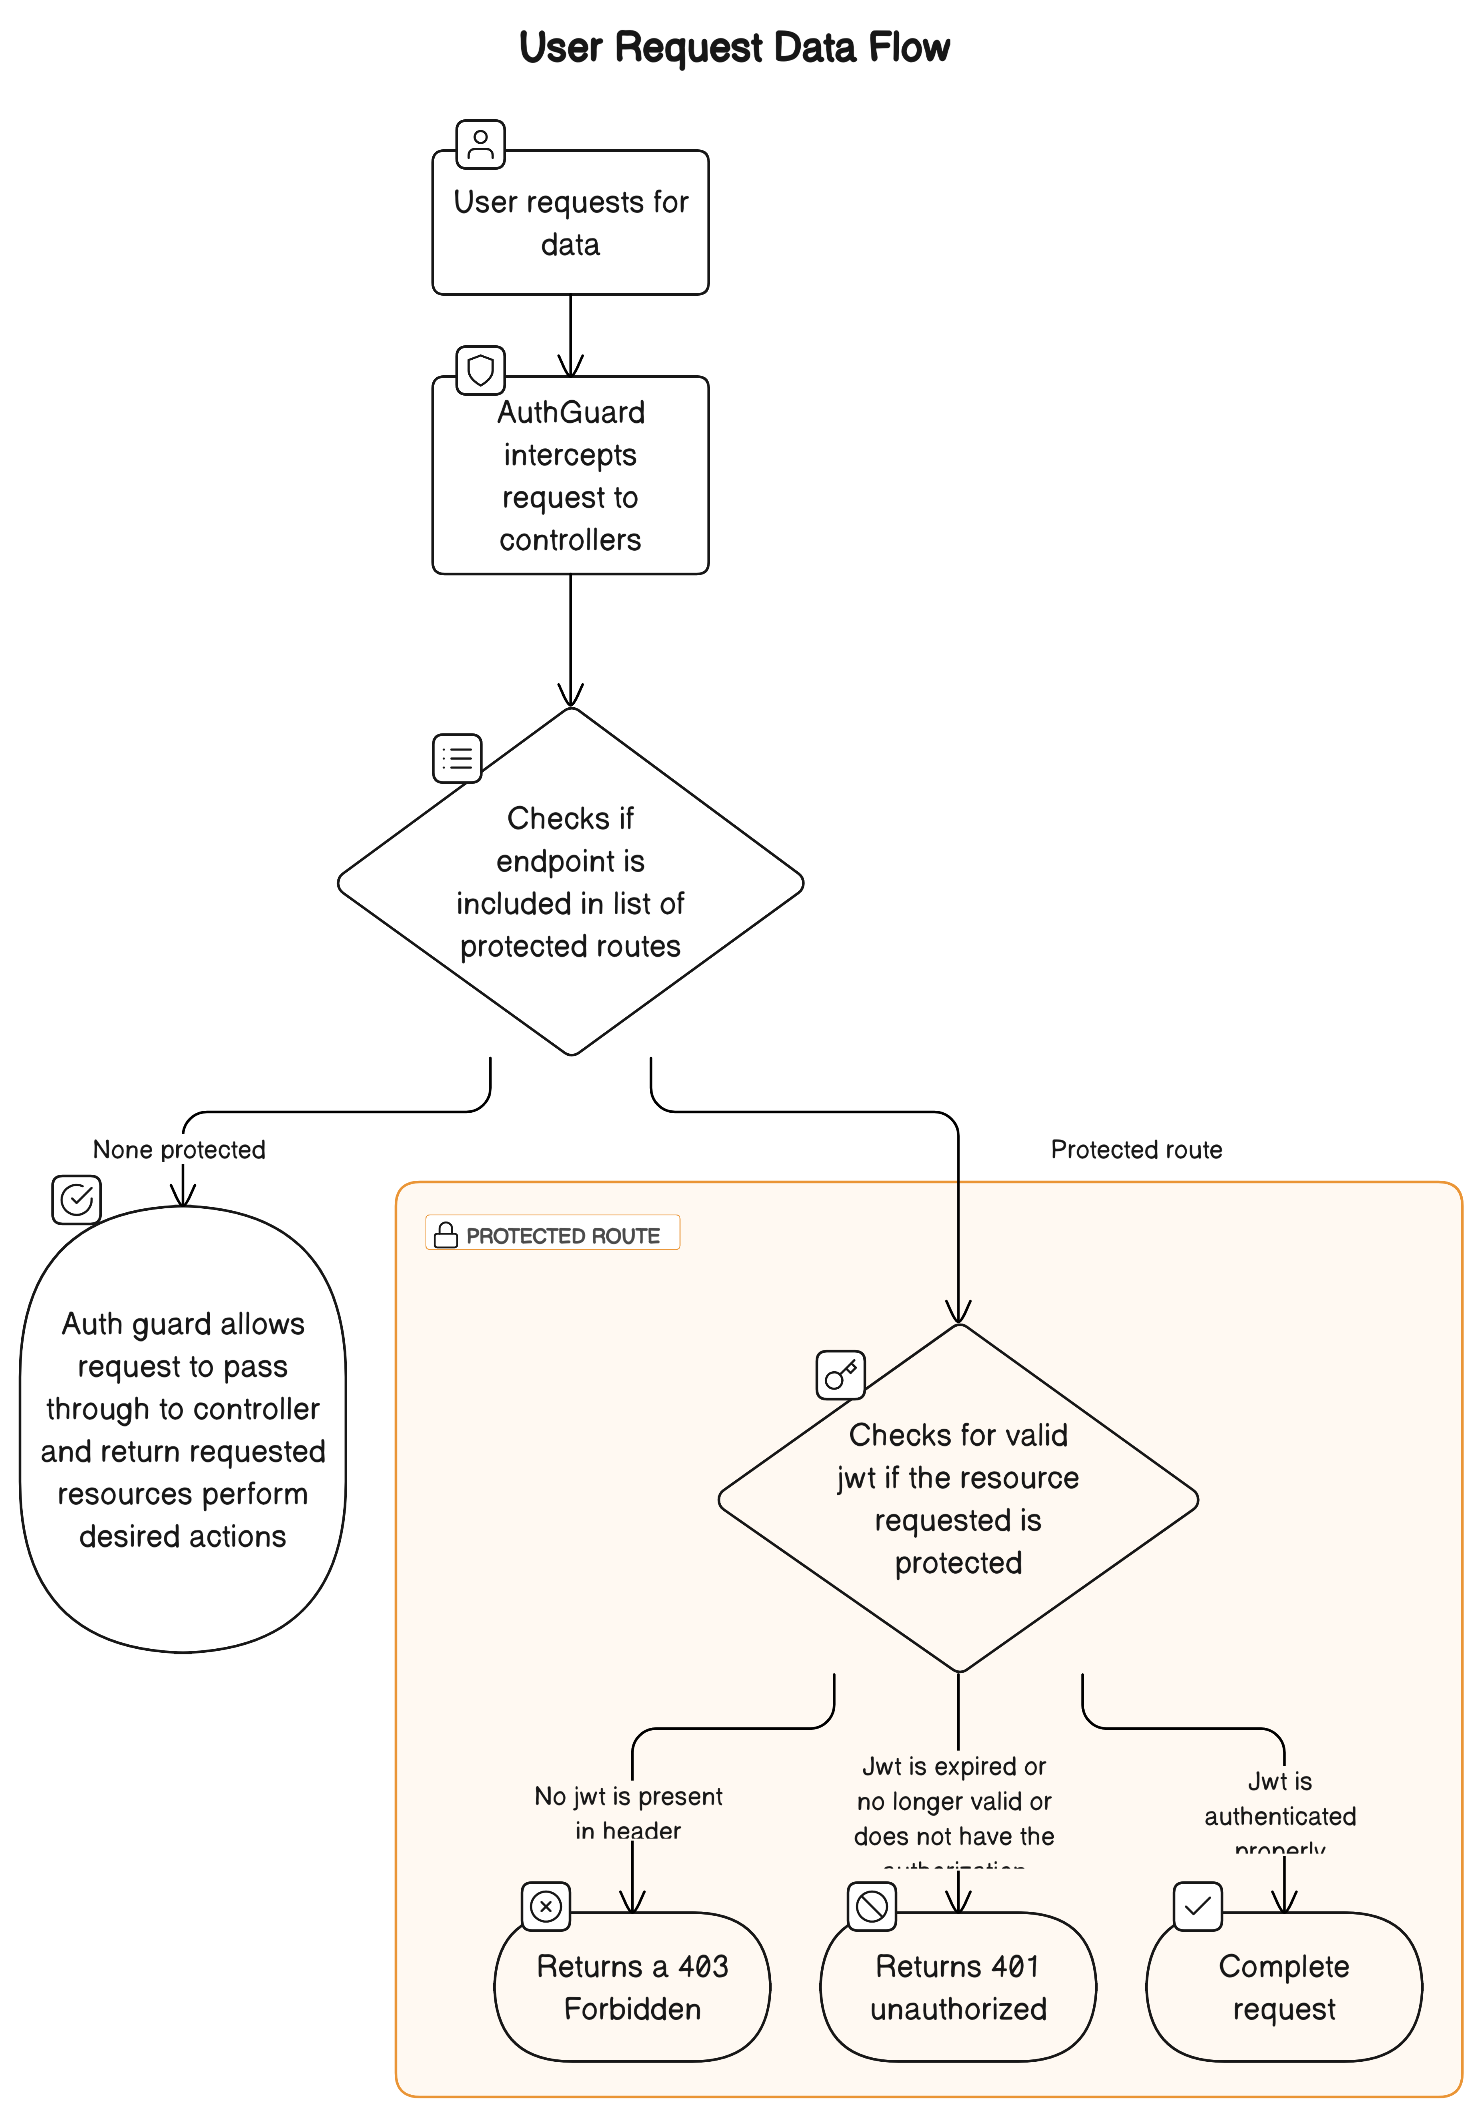 User Request Data Flow
User requests for
data
AuthGuard
intercepts
request to
controllers
Checks if
endpoint is
included in list of
protected routes
None protected
Protected route
Auth guard allows
request to pass
through to controller
and return requested
resources perform
desired actions
PROTECTED ROUTE
Checks for valid
jwt if the resource
requested is
protected
No jwt is present
in header
Jwt is expired or
no longer valid or
does not have the
authorization
Jwt is
authenticated
properly
Returns a 403
Forbidden
Returns 401
unauthorized
Complete
request